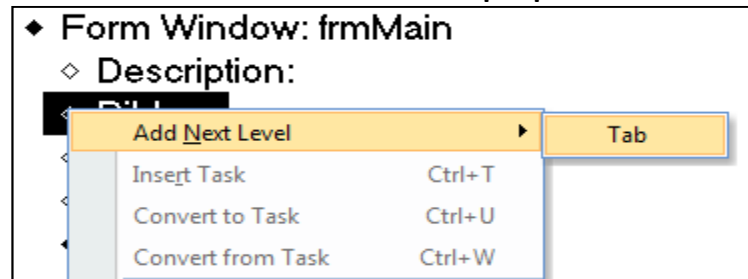 Form Window: frmMain
Description:
Add Next Level
Tab
Insert Task Ctrl+T
Convert to Task Ctrl+U
Convert from Task Ctrl+W